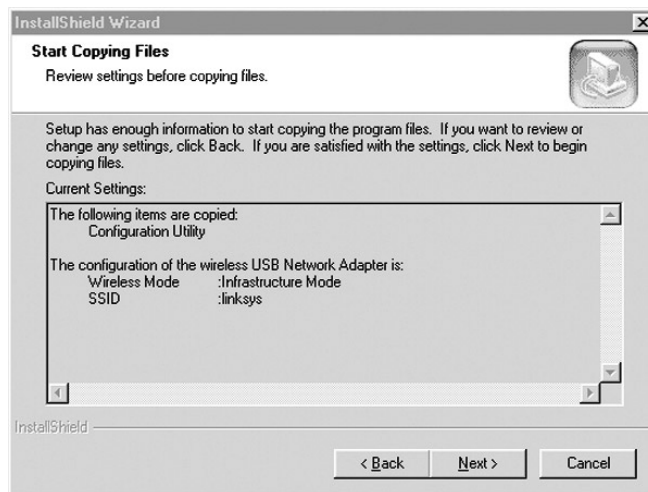 InstallShield Wizard
Start Copying Files
Review settings before copying files.
Setup has enough information to start copying the program files. If you want to review or
change any settings, click Back. If you are satisfied with the settings, click Next to begin
copying files.
Current Settings:
The following items are copied:
Configuration Utility
The configuration of the wireless USB Network Adapter is:
Wireless Mode :Infrastructure Mode
SSID :linksys
InstallShield
< Back Next > Cancel